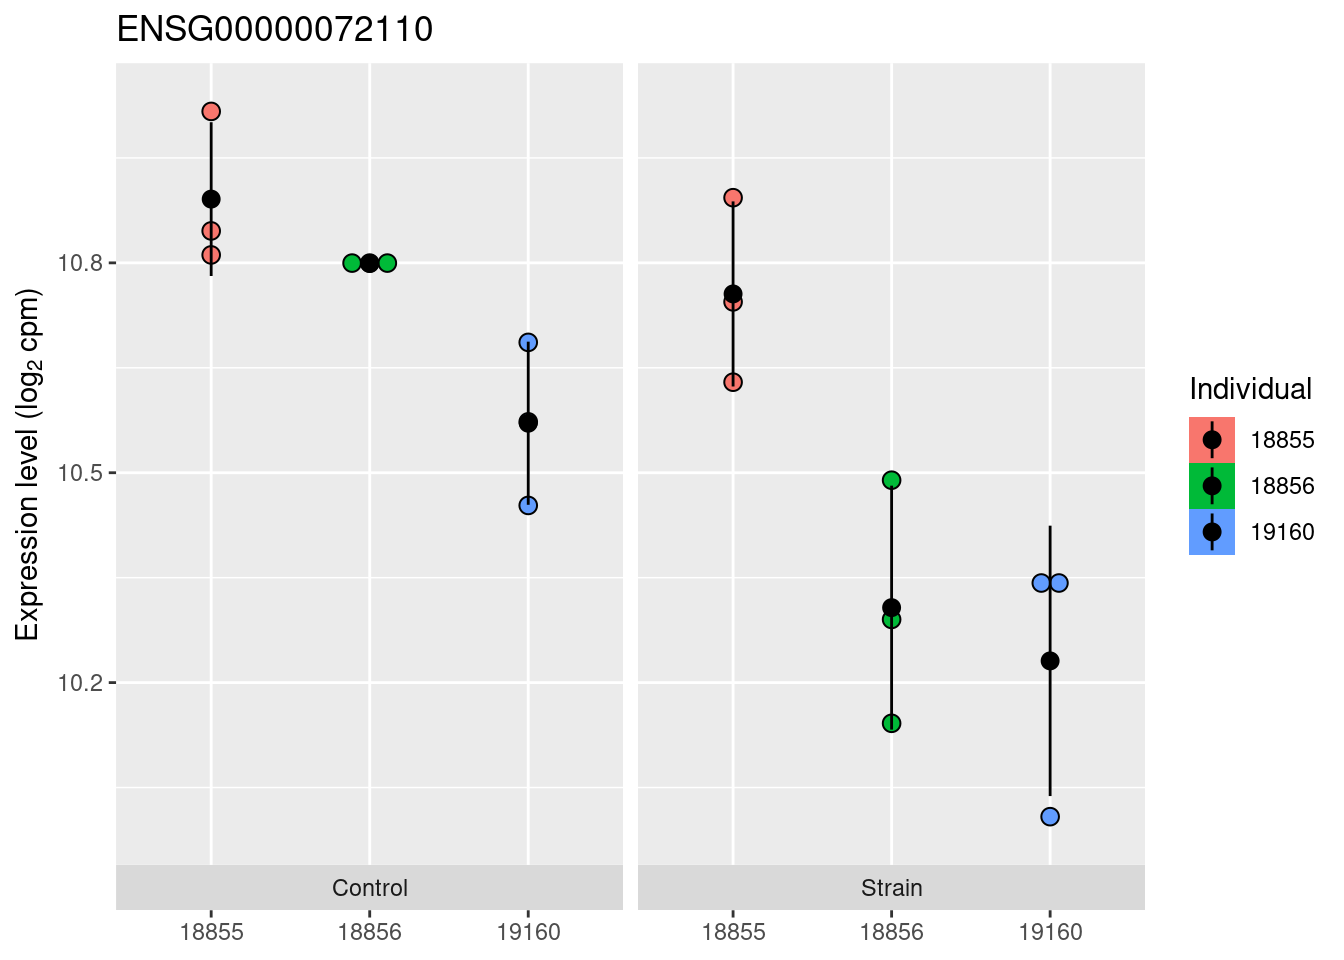 ENSG00000072110
Expression level (log₂ cpm)
10.8
10.5
10.2
Control
Strain
18855
18856
19160
18855
18856
19160
Individual
18855
18856
19160